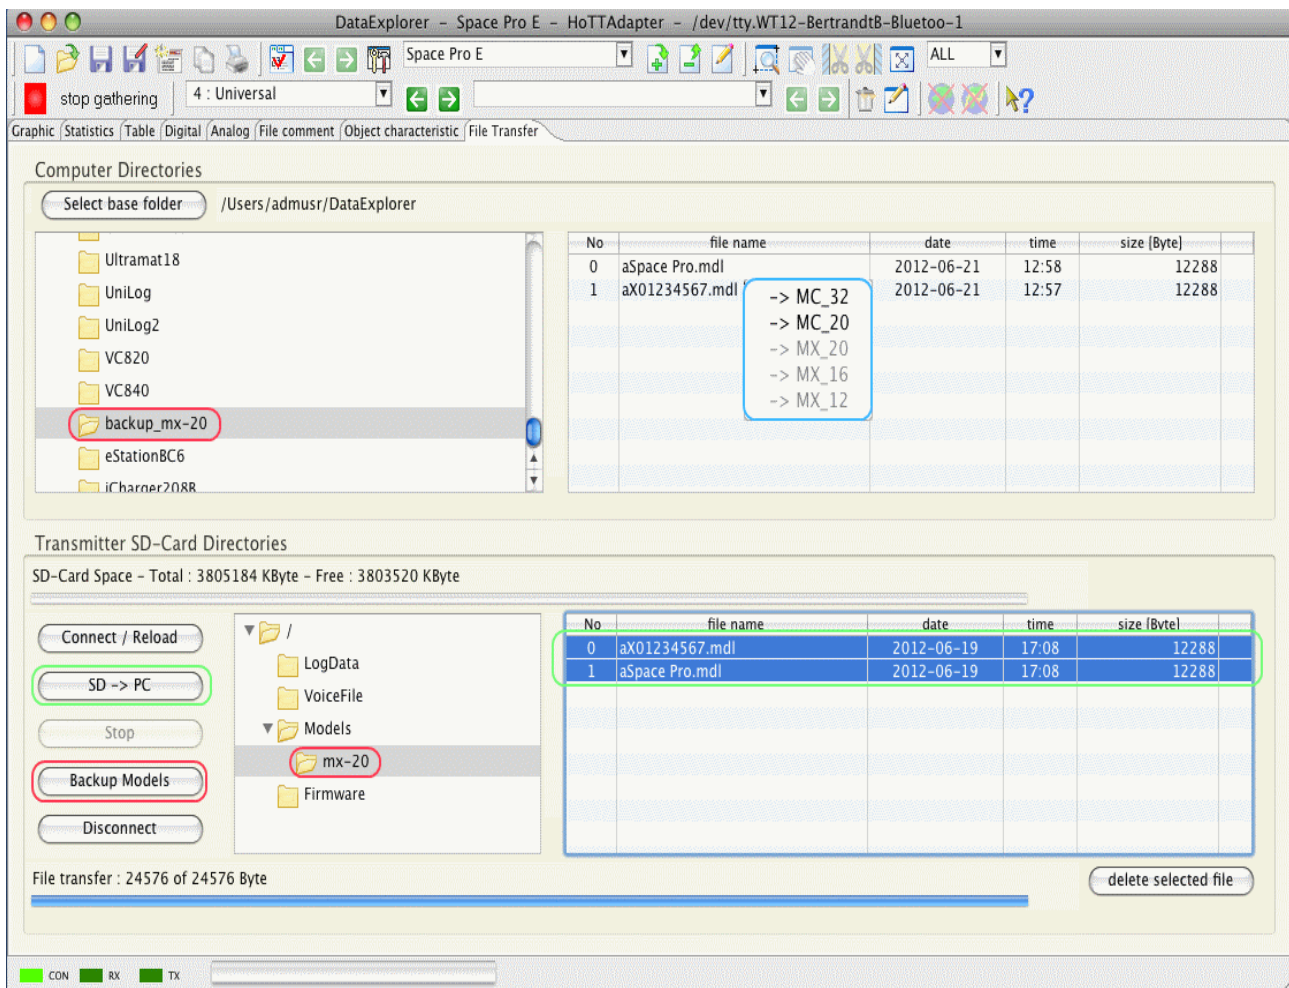 DataExplorer - Space Pro E - HoTTAdapter - /dev/tty.WT12-BertrandtB-Bluetoo-1
Space Pro E
ALL
stop gathering
4 : Universal
Graphic Statistics Table Digital Analog File comment Object characteristic File Transfer
Computer Directories
Select base folder /Users/admusr/DataExplorer
Ultramat18
UniLog
UniLog2
VC820
VC840
backup_mx-20
eStationBC6
iCharger208B
No file name date time size [Byte]
0 aSpace Pro.mdl 2012-06-21 12:58 12288
1 aX01234567.mdl 2012-06-21 12:57 12288
-> MC_32
-> MC_20
-> MX_20
-> MX_16
-> MX_12
Transmitter SD-Card Directories
SD-Card Space - Total : 3805184 KByte - Free : 3803520 KByte
Connect / Reload
SD -> PC
Stop
Backup Models
Disconnect
/
LogData
VoiceFile
Models
mx-20
Firmware
No file name date time size [Byte]
0 aX01234567.mdl 2012-06-19 17:08 12288
1 aSpace Pro.mdl 2012-06-19 17:08 12288
File transfer : 24576 of 24576 Byte
delete selected file
CON RX TX